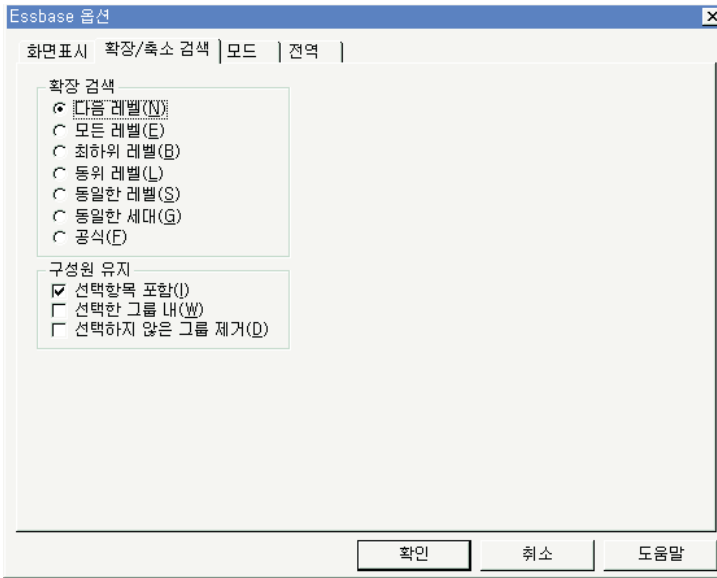 Essbase 옵션
화면표시 확장/축소 검색 모드 전역
확장 검색
다음 레벨(N)
모든 레벨(E)
최하위 레벨(B)
동위 레벨(L)
동일한 레벨(S)
동일한 세대(G)
공식(F)
구성원 유지
선택항목 포함(I)
선택한 그룹 내(W)
선택하지 않은 그룹 제거(D)
확인 취소 도움말